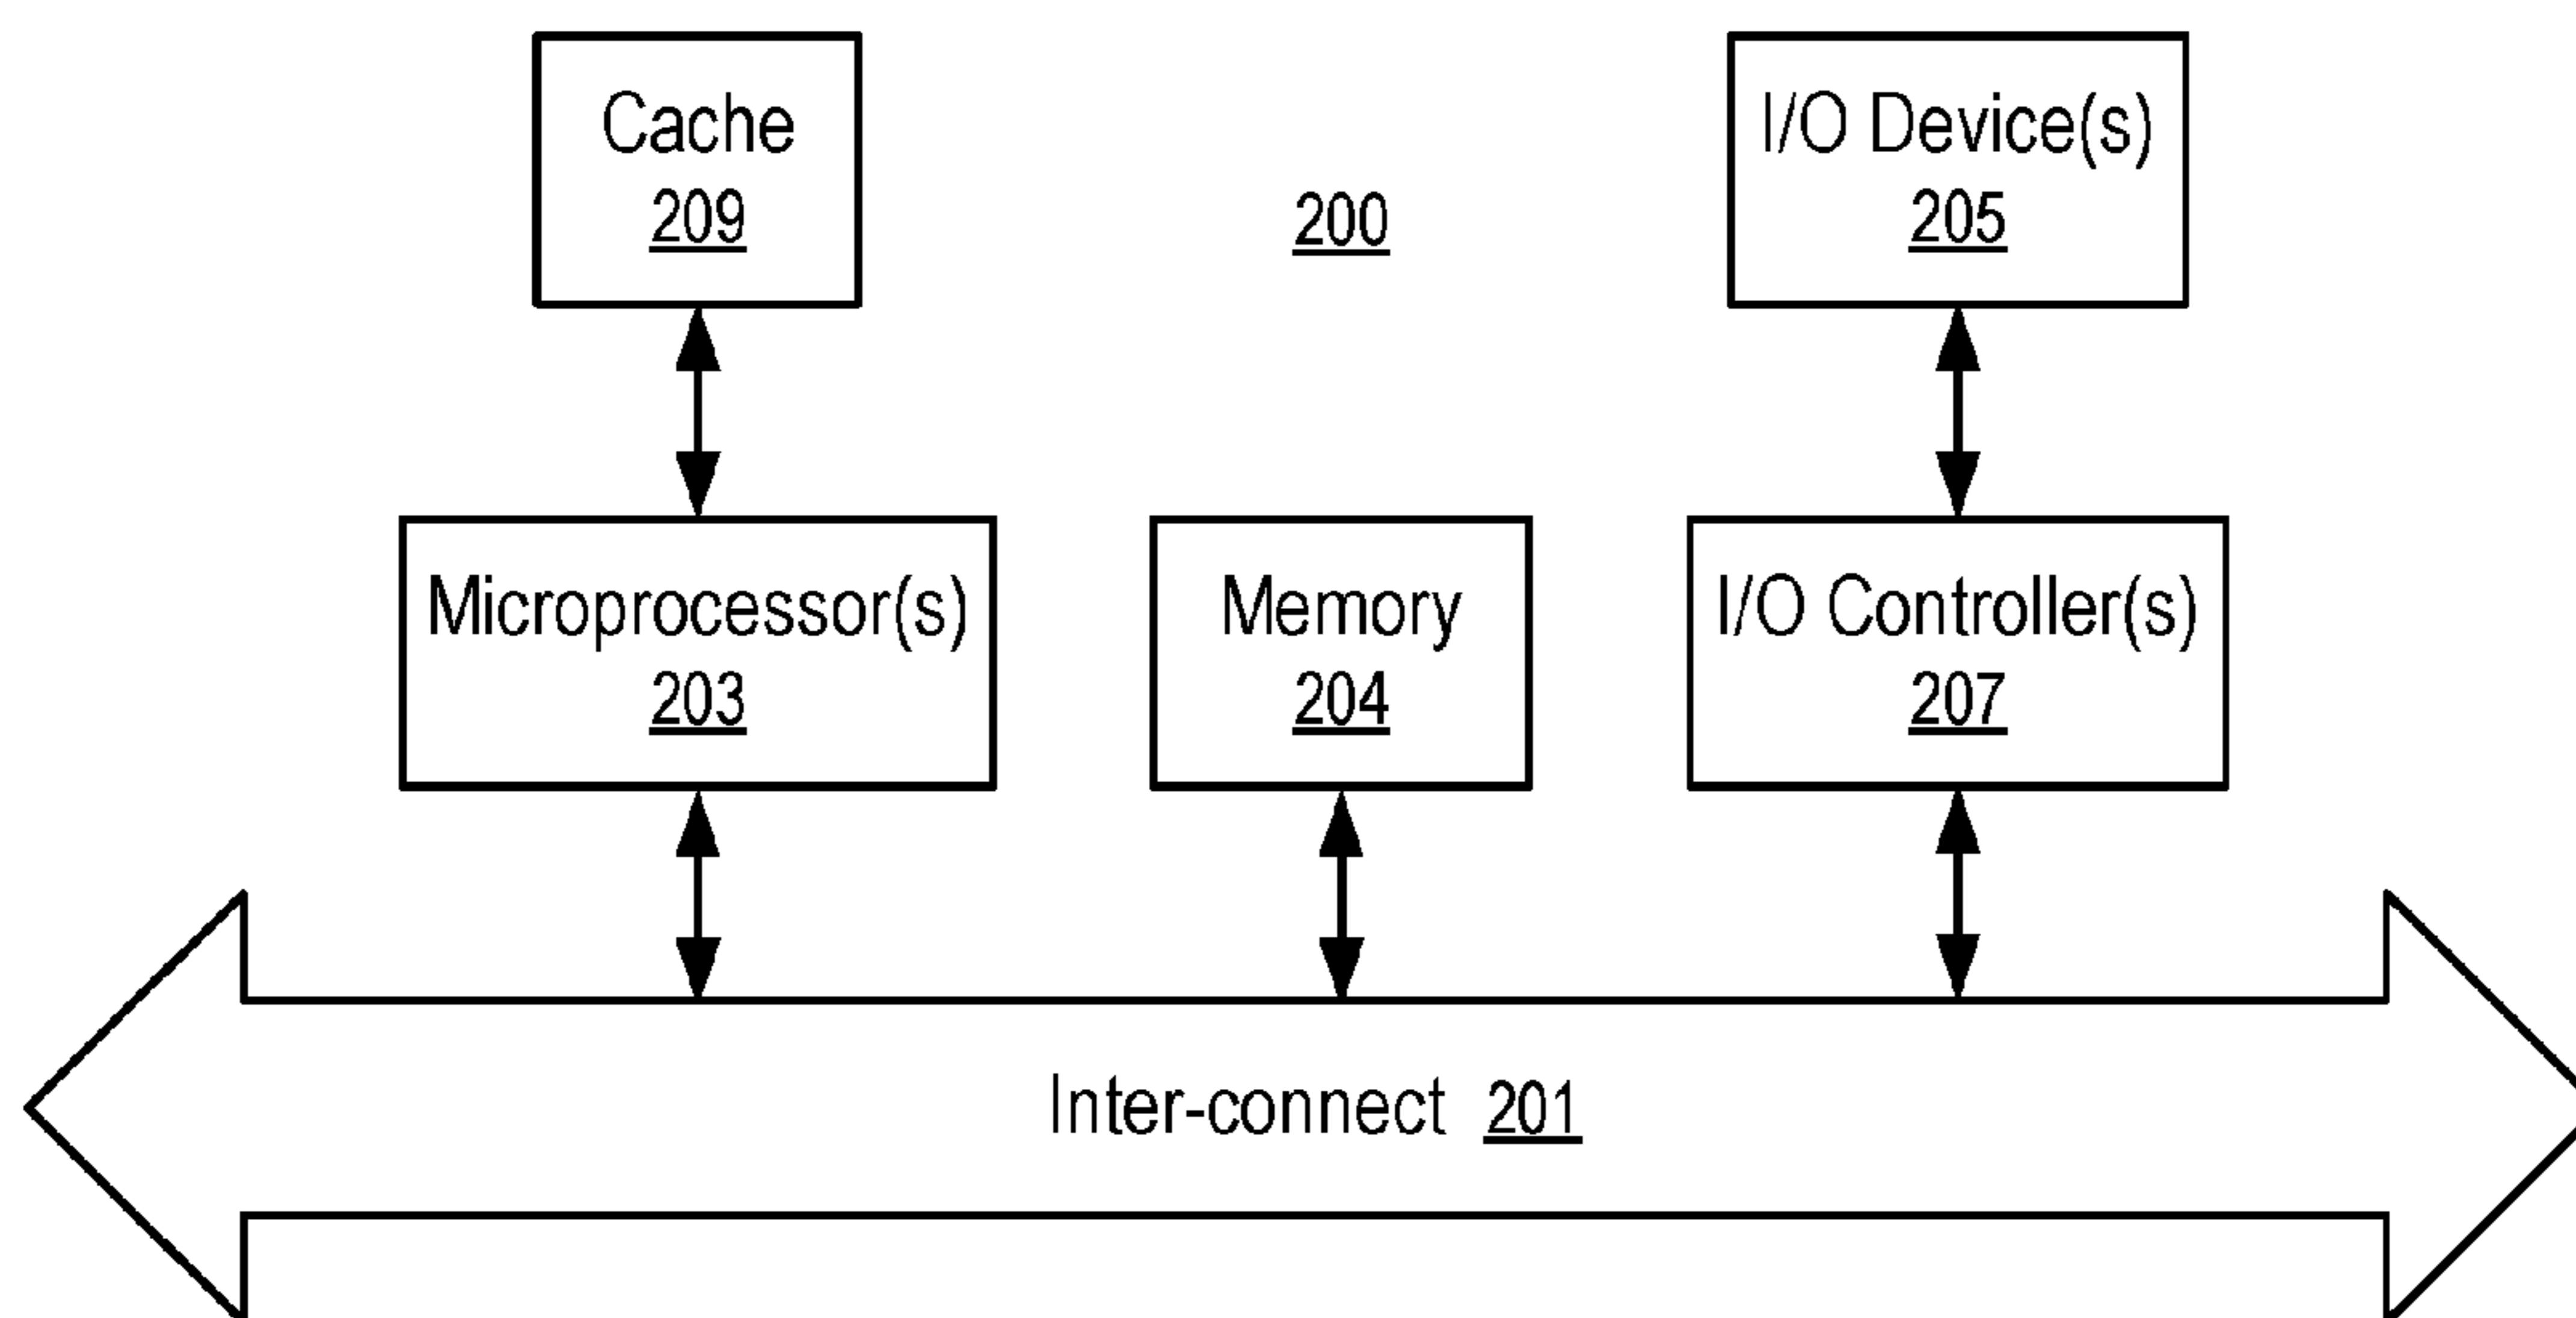 Cache
209
200
I/O Device(s)
205
Microprocessor(s)
203
Memory
204
I/O Controller(s)
207
Inter-connect 201